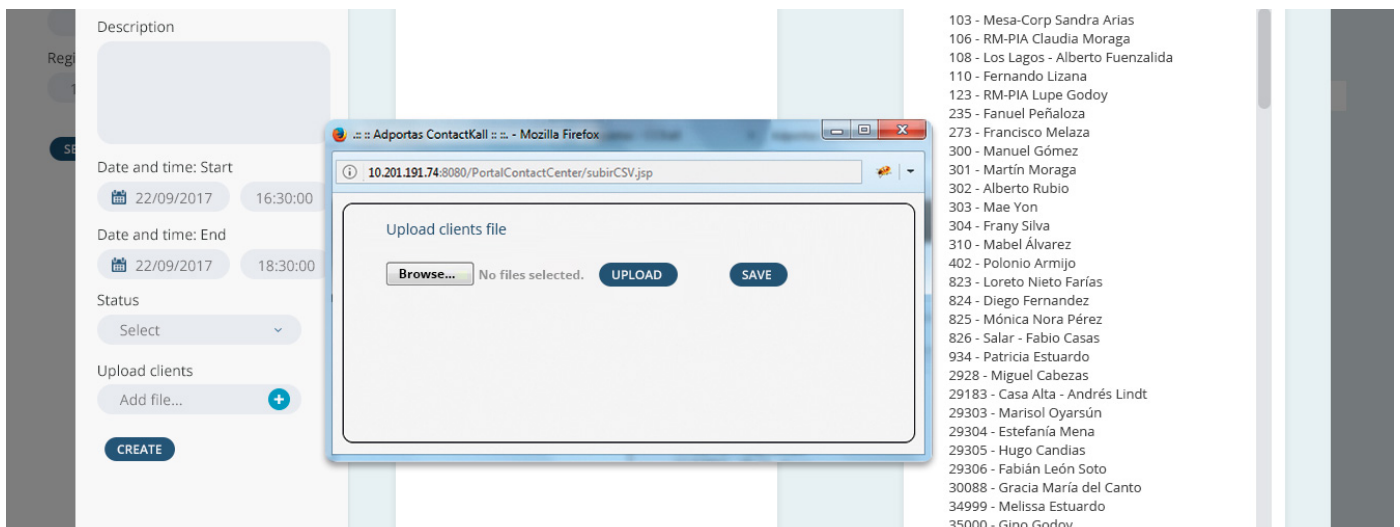 Description
Regi
1
SE
Date and time: Start
22/09/2017 16:30:00
Date and time: End
22/09/2017 18:30:00
Status
Select
Upload clients
Add file...
CREATE
.:: :: Adportas ContactKall :: ::. - Mozilla Firefox
10.201.191.74:8080/PortalContactCenter/subirCSV.jsp
Upload clients file
Browse... No files selected. UPLOAD SAVE
103 - Mesa-Corp Sandra Arias
106 - RM-PIA Claudia Moraga
108 - Los Lagos - Alberto Fuenzalida
110 - Fernando Lizana
123 - RM-PIA Lupe Godoy
235 - Fanuel Peñaloza
273 - Francisco Melaza
300 - Manuel Gómez
301 - Martín Moraga
302 - Alberto Rubio
303 - Mae Yon
304 - Frany Silva
310 - Mabel Álvarez
402 - Polonio Armijo
823 - Loreto Nieto Farías
824 - Diego Fernandez
825 - Mónica Nora Pérez
826 - Salar - Fabio Casas
934 - Patricia Estuardo
2928 - Miguel Cabezas
29183 - Casa Alta - Andrés Lindt
29303 - Marisol Oyarsún
29304 - Estefanía Mena
29305 - Hugo Candias
29306 - Fabián León Soto
30088 - Gracia María del Canto
34999 - Melissa Estuardo
35000 - Gino Godoy